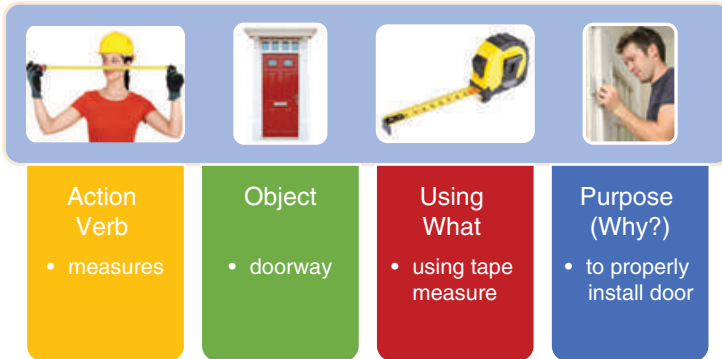 Action
Verb
• measures
Object
• doorway
Using
What
• using tape
measure
Purpose
(Why?)
• to properly
install door